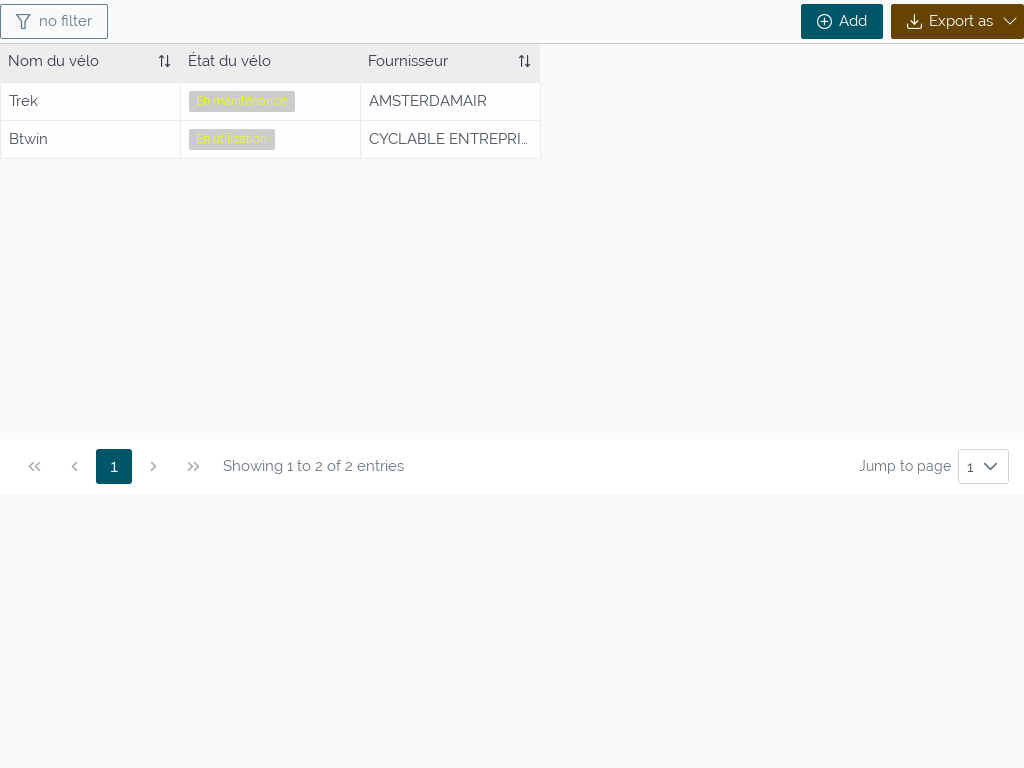 no filter
Add
Export as
Nom du vélo
État du vélo
Fournisseur
Trek
En maintenance
AMSTERDAMAIR
Btwin
En utilisation
CYCLABLE ENTREPRI...
1
Showing 1 to 2 of 2 entries
Jump to page
1